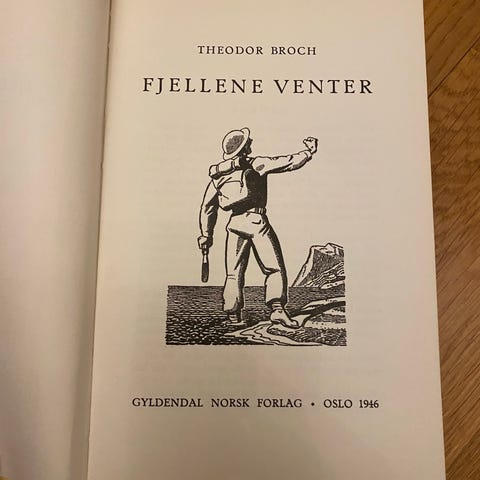 THEODOR BROCH
FJELLENE VENTER
GYLDENDAL NORSK FORLAG • OSLO 1946